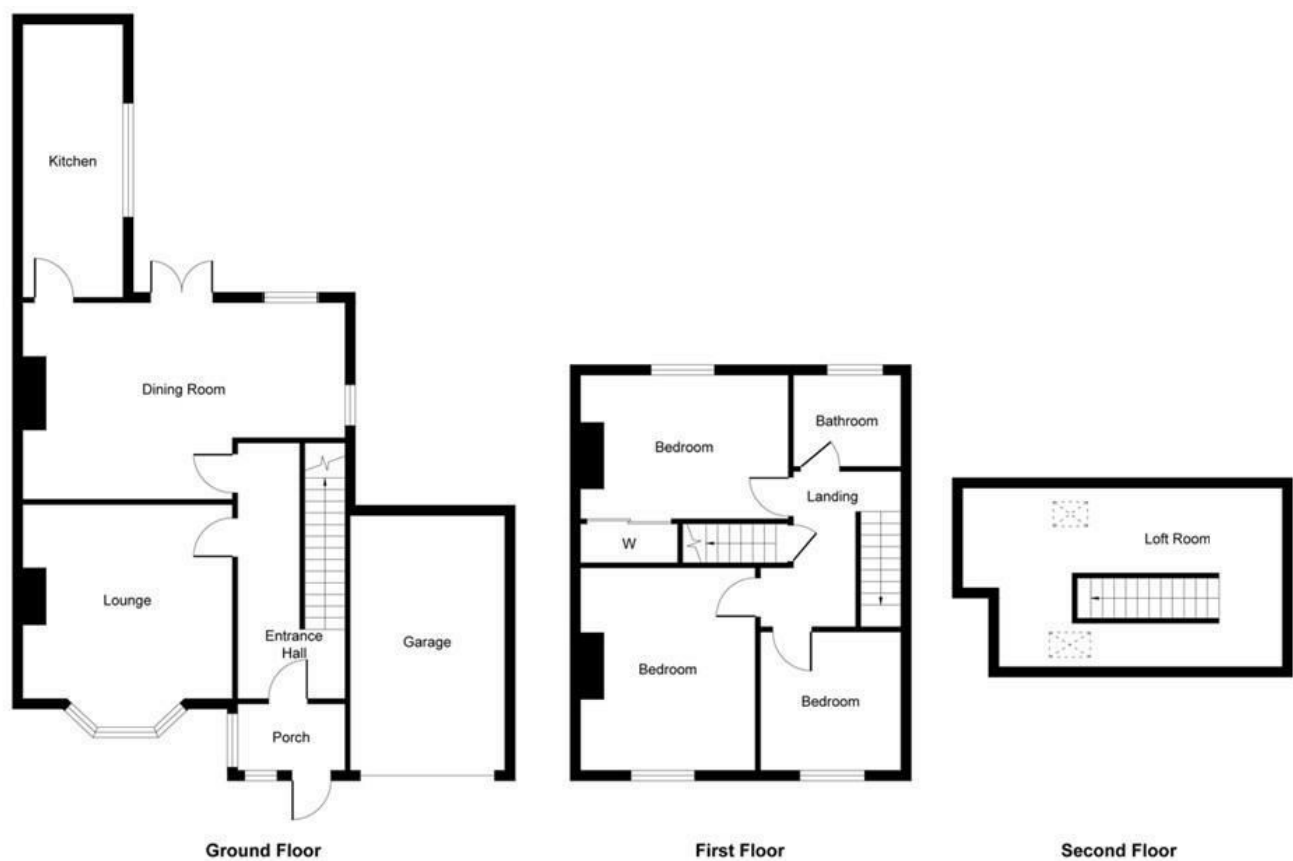 Kitchen
Dining Room
Lounge
Entrance
Hall
Garage
Porch
Ground Floor
Bedroom
Bathroom
Landing
W
Bedroom
Bedroom
First Floor
Loft Room
Second Floor